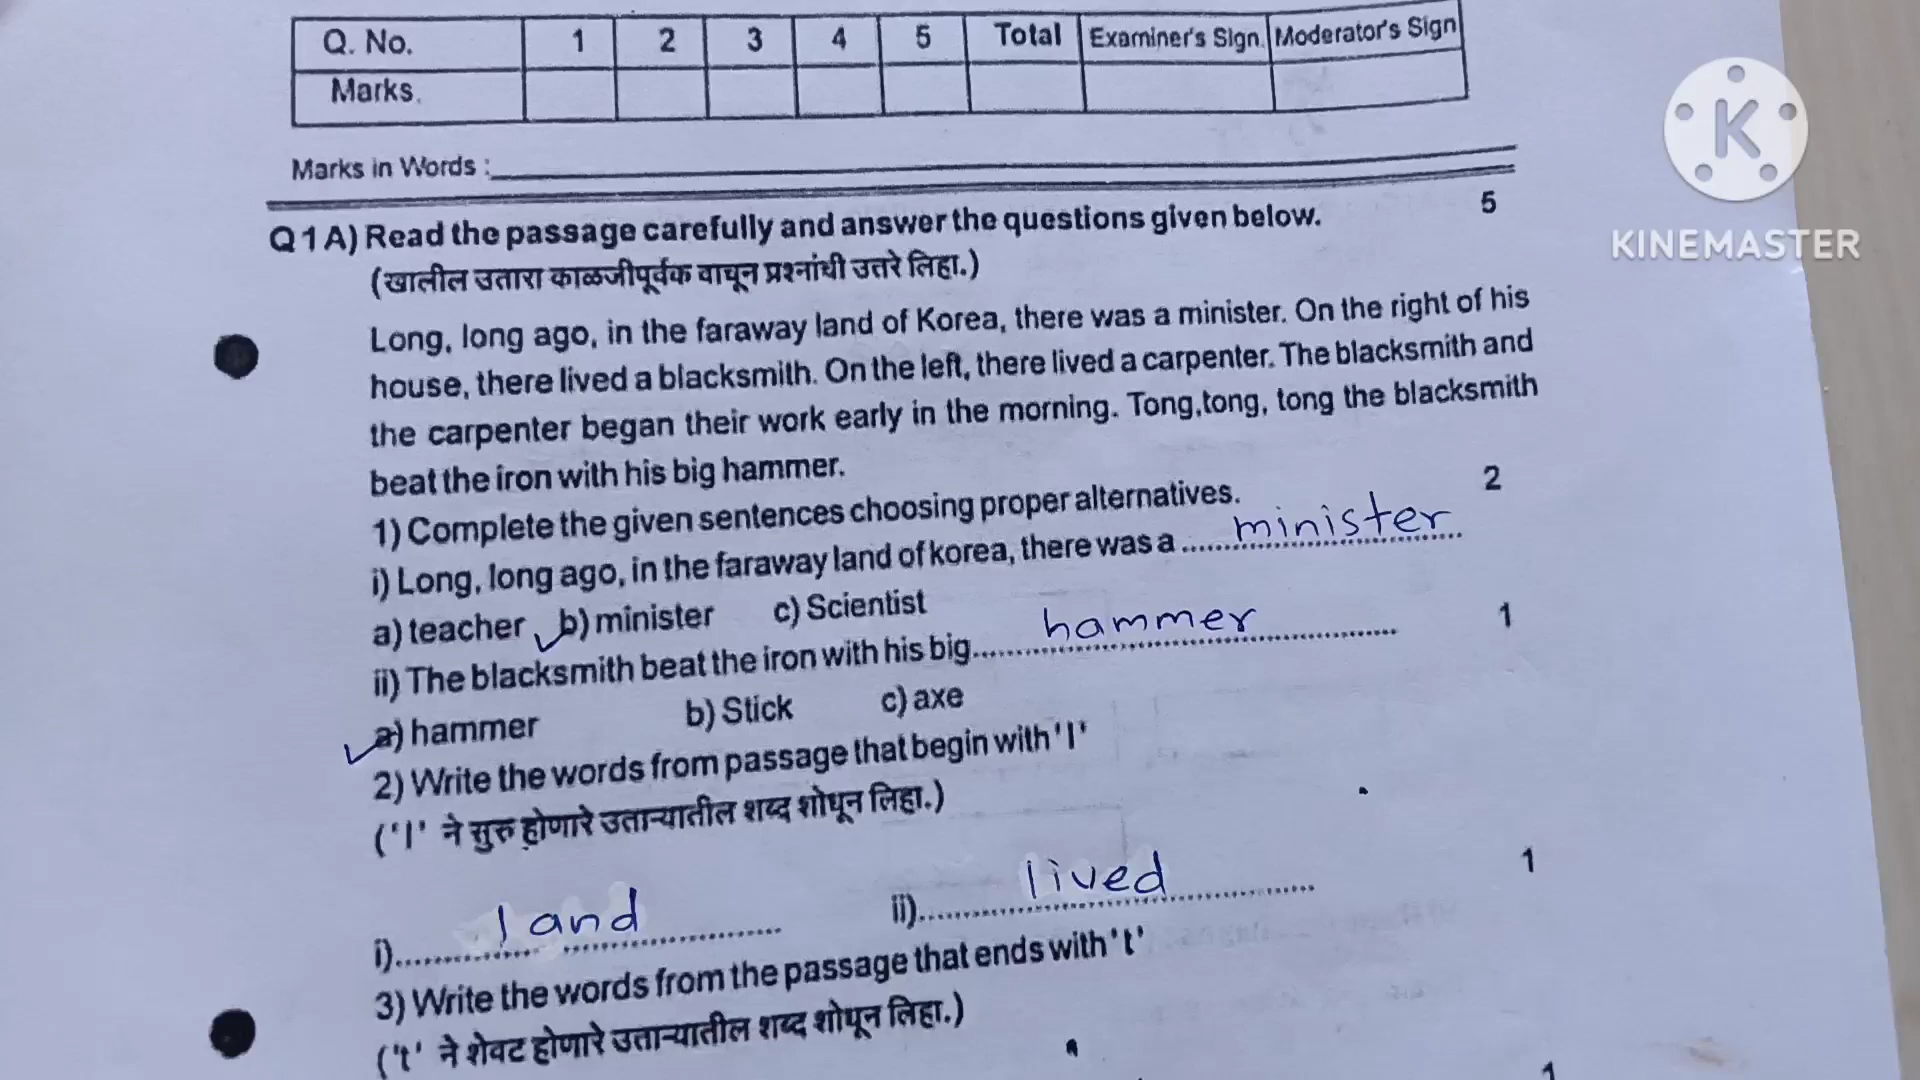 Q. No. 1 2 3 4 5 Total Examiner's Sign. Moderator's Sign
Marks.
Marks in Words :
KINEMASTER
5
Q 1 A) Read the passage carefully and answer the questions given below.
(खालील उतारा काळजीपूर्वक वाचून प्रश्नांची उत्तरे लिहा.)
Long, long ago, in the faraway land of Korea, there was a minister. On the right of his
house, there lived a blacksmith. On the left, there lived a carpenter. The blacksmith and
the carpenter began their work early in the morning. Tong,tong, tong the blacksmith
beat the iron with his big hammer.
1) Complete the given sentences choosing proper alternatives. 2
i) Long, long ago, in the faraway land of korea, there was a ...... minister
a) teacher b) minister c) Scientist
ii) The blacksmith beat the iron with his big...... hammer 1
a) hammer b) Stick c) axe
2) Write the words from passage that begin with 'l'
('l' ने सुरु होणारे उताऱ्यातील शब्द शोधून लिहा.)
i)...... land ii)...... lived 1
3) Write the words from the passage that ends with 't'
('t' ने शेवट होणारे उताऱ्यातील शब्द शोधून लिहा.)
1